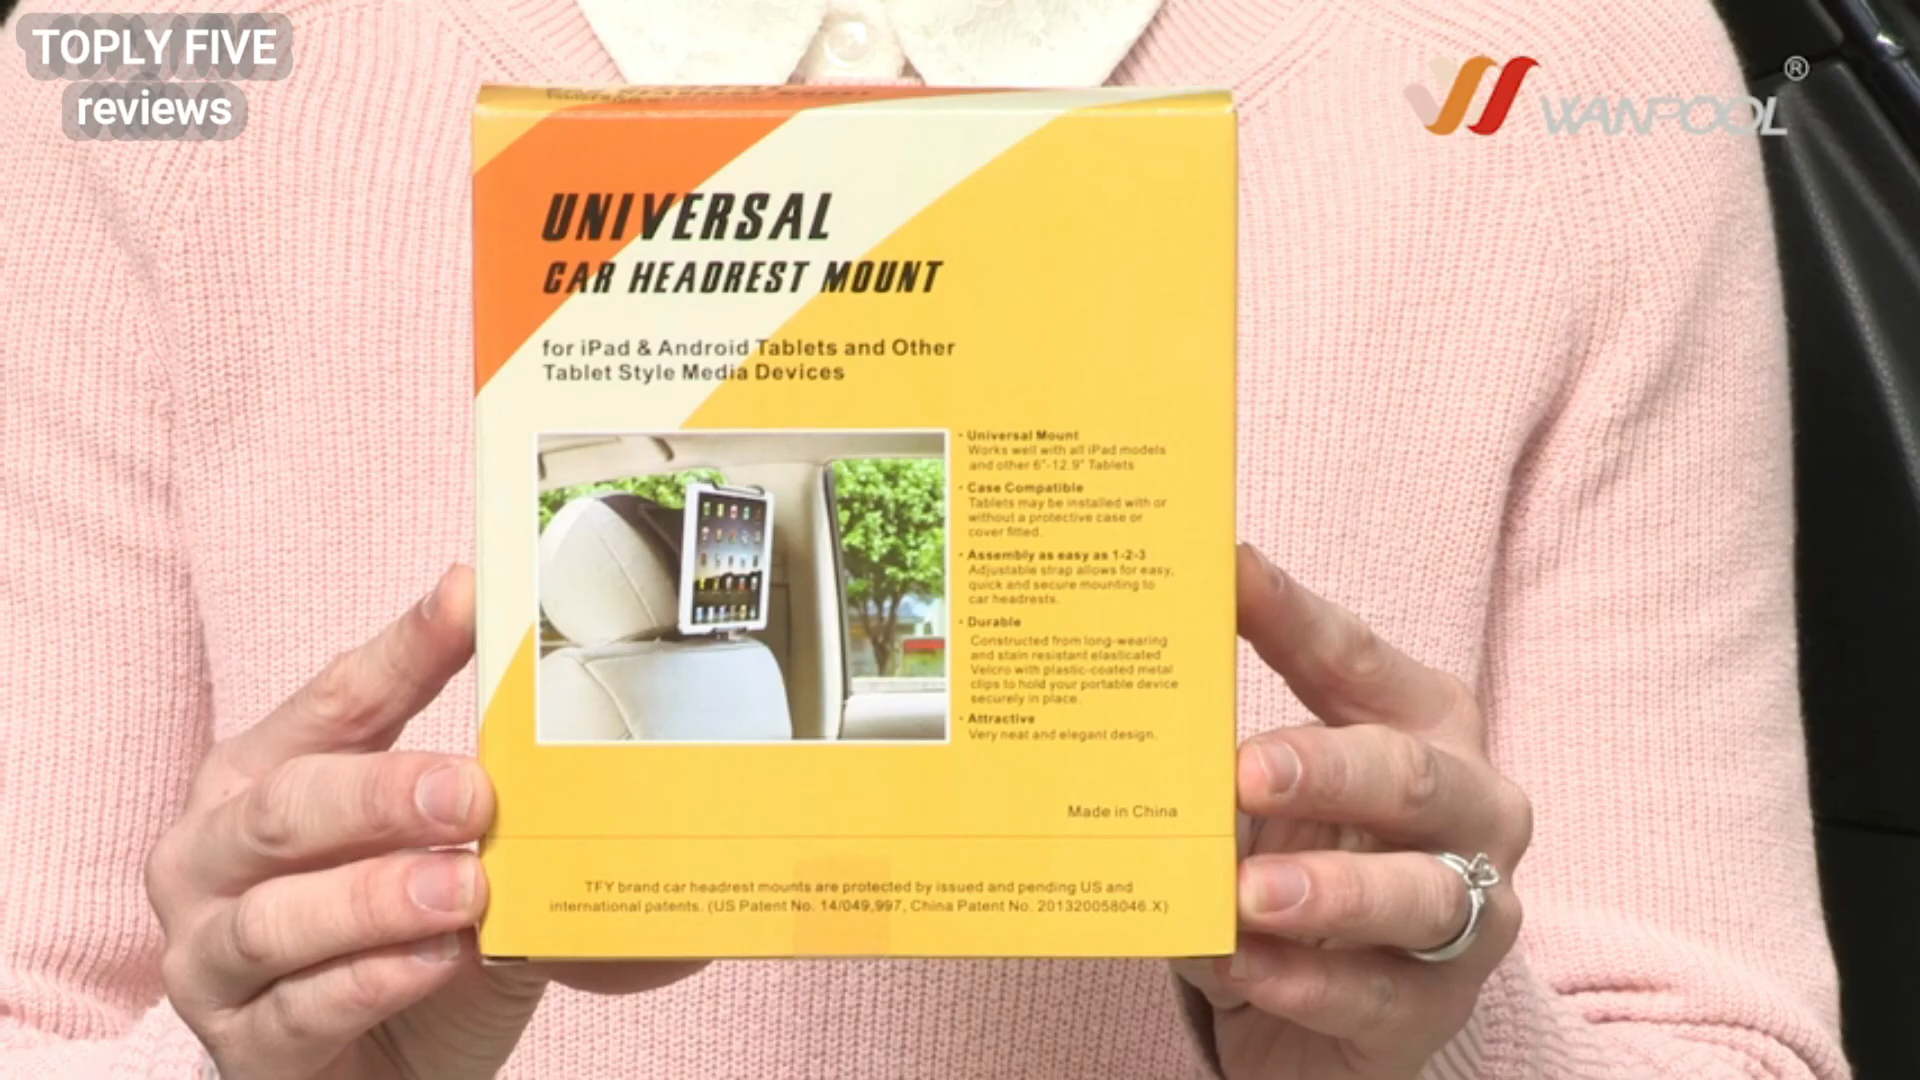 TOPLY FIVE
reviews
WANPOOL®
UNIVERSAL
CAR HEADREST MOUNT
for iPad & Android Tablets and Other
Tablet Style Media Devices
· Universal Mount
Works well with all iPad models
and other 6"-12.9" Tablets
· Case Compatible
Tablets may be installed with or
without a protective case or
cover fitted.
· Assembly as easy as 1-2-3
Adjustable strap allows for easy,
quick and secure mounting to
car headrests.
· Durable
Constructed from long-wearing
and stain resistant elasticated
Velcro with plastic-coated metal
clips to hold your portable device
securely in place.
· Attractive
Very neat and elegant design.
Made in China
TFY brand car headrest mounts are protected by issued and pending US and
international patents. (US Patent No. 14/049,997, China Patent No. 201320058046.X)